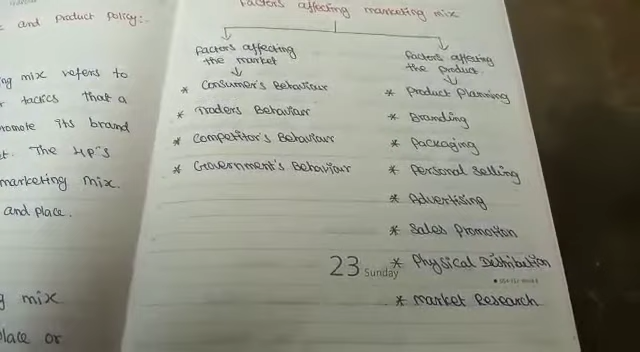 and product policy:-
mix refers to
tactics that a
its brand
The 4P's
marketing mix.
and place.
mix
place or
Factors affecting marketing mix
Factors affecting
the market
* Consumer's Behaviour
* Traders Behaviour
* Competitor's Behaviour
* Government's Behaviour
Factors affecting
the product.
* Product planning
* Branding
* Packaging
* Personal Selling
* Advertising
* Sales Promotion
* Physical Distribution
* Market Research
23 Sunday